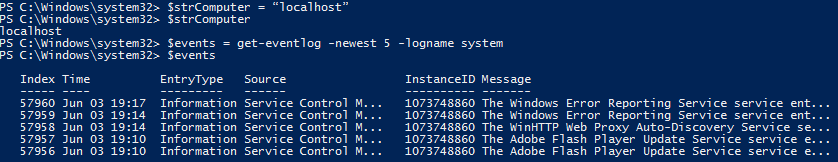 PS C:\Windows\system32> $strComputer = “localhost”
PS C:\Windows\system32> $strComputer
localhost
PS C:\Windows\system32> $events = get-eventlog -newest 5 -logname system
PS C:\Windows\system32> $events
Index Time EntryType Source InstanceID Message
----- ---- --------- ------ ---------- -------
57960 Jun 03 19:17 Information Service Control M... 1073748860 The Windows Error Reporting Service service ent...
57959 Jun 03 19:14 Information Service Control M... 1073748860 The Windows Error Reporting Service service ent...
57958 Jun 03 19:14 Information Service Control M... 1073748860 The WinHTTP Web Proxy Auto-Discovery Service se...
57957 Jun 03 19:10 Information Service Control M... 1073748860 The Adobe Flash Player Update Service service e...
57956 Jun 03 19:10 Information Service Control M... 1073748860 The Adobe Flash Player Update Service service e...